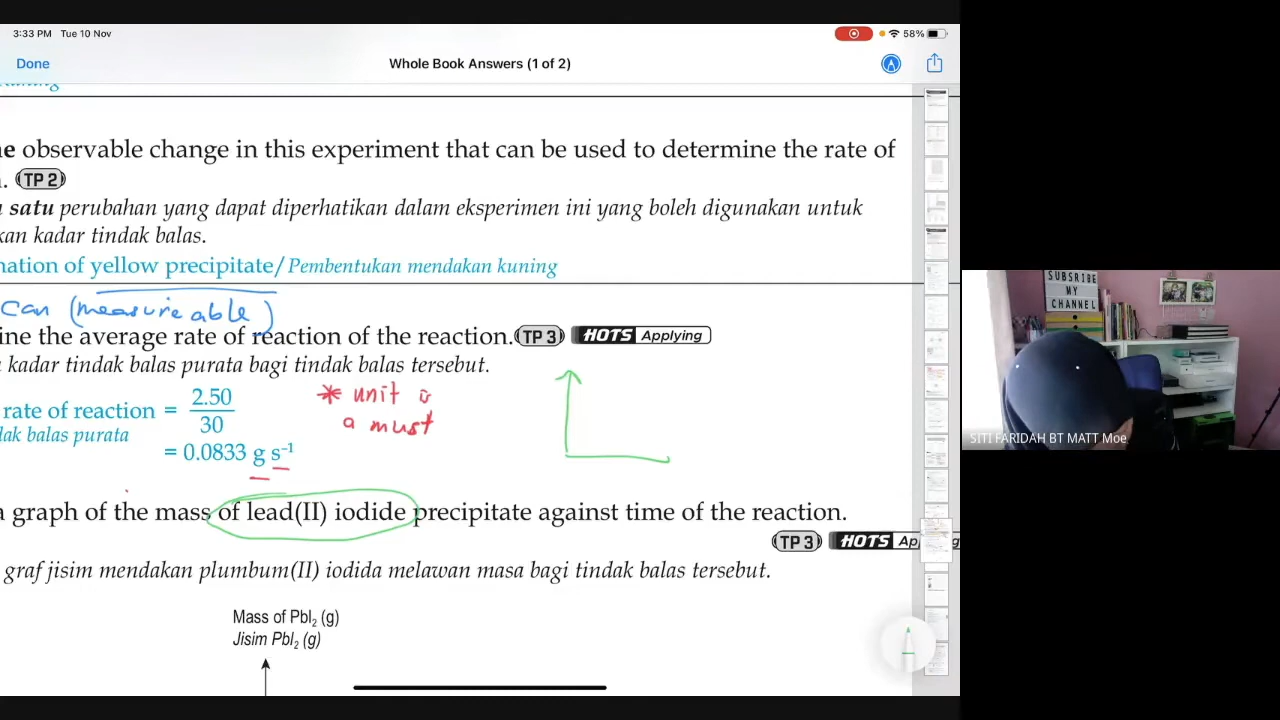 3:33 PM Tue 10 Nov
58%
Done
Whole Book Answers (1 of 2)
ne observable change in this experiment that can be used to determine the rate of
. TP 2
satu perubahan yang dapat diperhatikan dalam eksperimen ini yang boleh digunakan untuk
kan kadar tindak balas.
nation of yellow precipitate/Pembentukan mendakan kuning
can (measureable)
ine the average rate of reaction of the reaction. TP 3 HOTS Applying
kadar tindak balas purata bagi tindak balas tersebut.
rate of reaction = 2.50
30
dak balas purata
= 0.0833 g s⁻¹
* unit is
a must
a graph of the mass of lead(II) iodide precipitate against time of the reaction.
TP 3 HOTS
graf jisim mendakan plumbum(II) iodida melawan masa bagi tindak balas tersebut.
Mass of PbI₂ (g)
Jisim PbI₂ (g)
SUBSRIBE
MY
CHANNEL
SITI FARIDAH BT MATT Moe